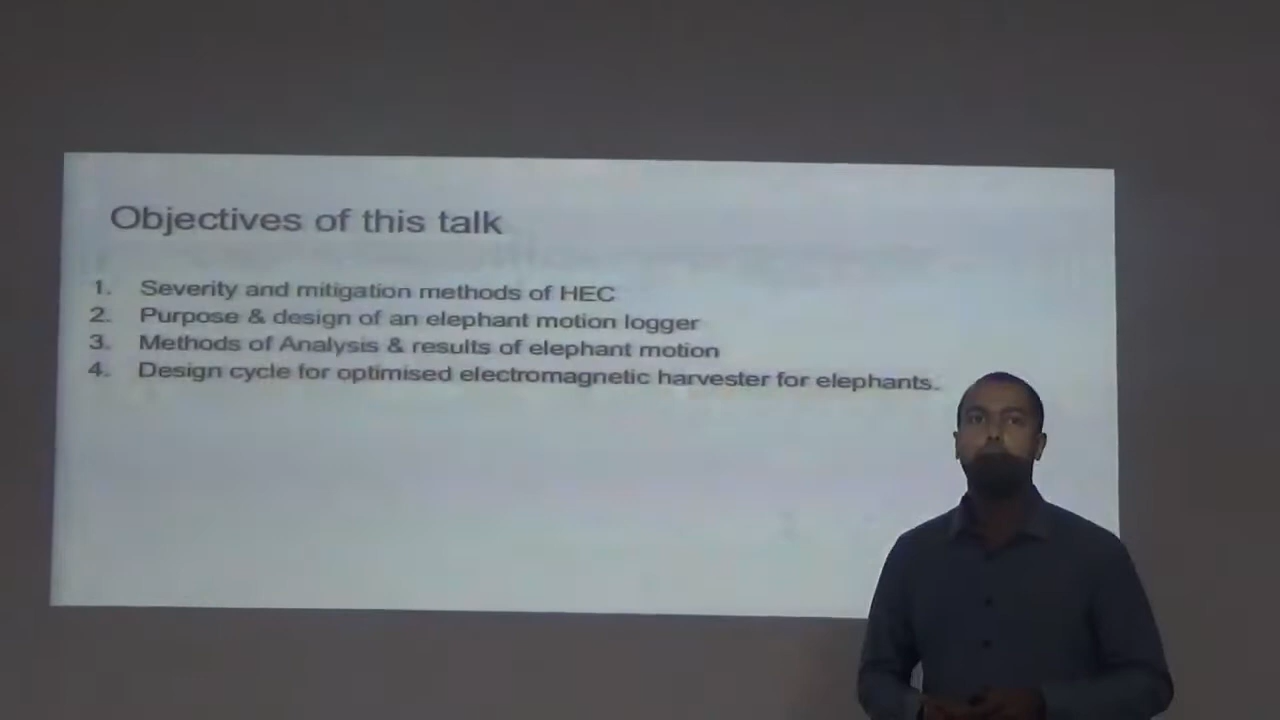 Objectives of this talk
1. Severity and mitigation methods of HEC
2. Purpose & design of an elephant motion logger
3. Methods of Analysis & results of elephant motion
4. Design cycle for optimised electromagnetic harvester for elephants.